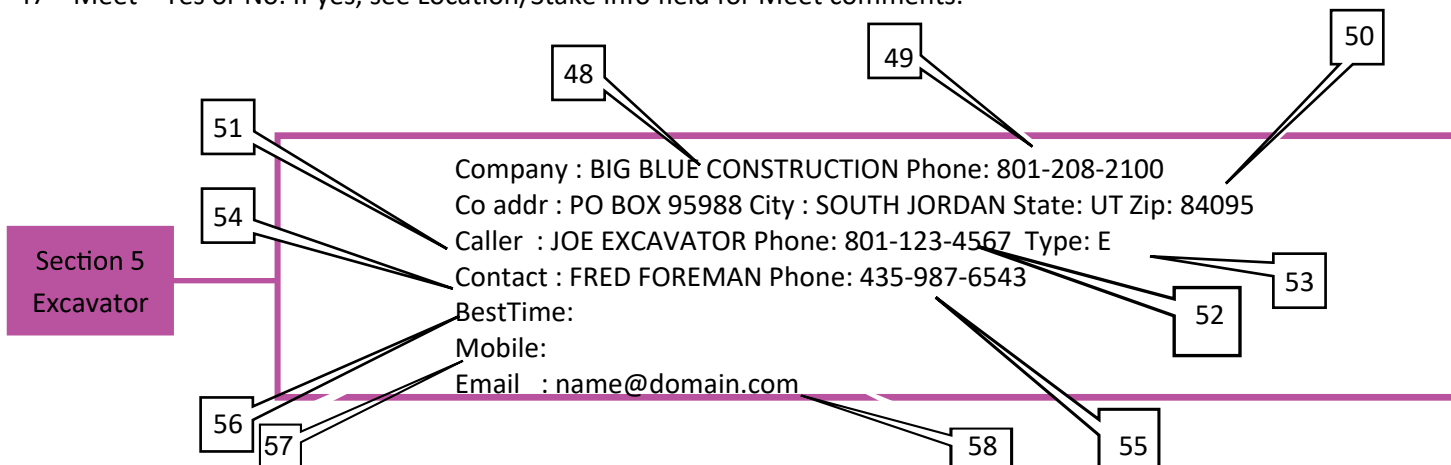 47 – Meet – Yes or No. If yes, see Location/Stake info field for Meet comments.
50
49
48
51
Company : BIG BLUE CONSTRUCTION Phone: 801-208-2100
Co addr : PO BOX 95988 City : SOUTH JORDAN State: UT Zip: 84095
54
Caller : JOE EXCAVATOR Phone: 801-123-4567 Type: E
Section 5
Excavator
Contact : FRED FOREMAN Phone: 435-987-6543
53
BestTime:
52
Mobile:
Email : name@domain.com
56
57
58
55